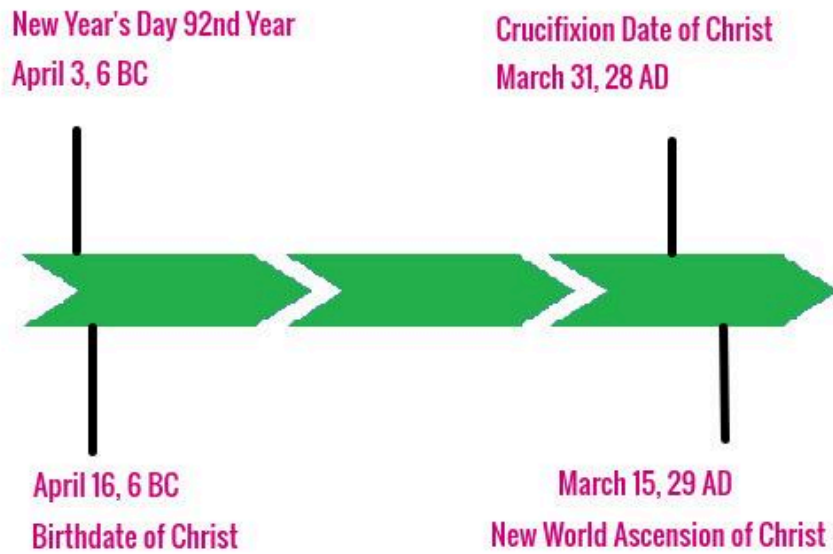 New Year's Day 92nd Year
April 3, 6 BC
Crucifixion Date of Christ
March 31, 28 AD
April 16, 6 BC
Birthdate of Christ
March 15, 29 AD
New World Ascension of Christ